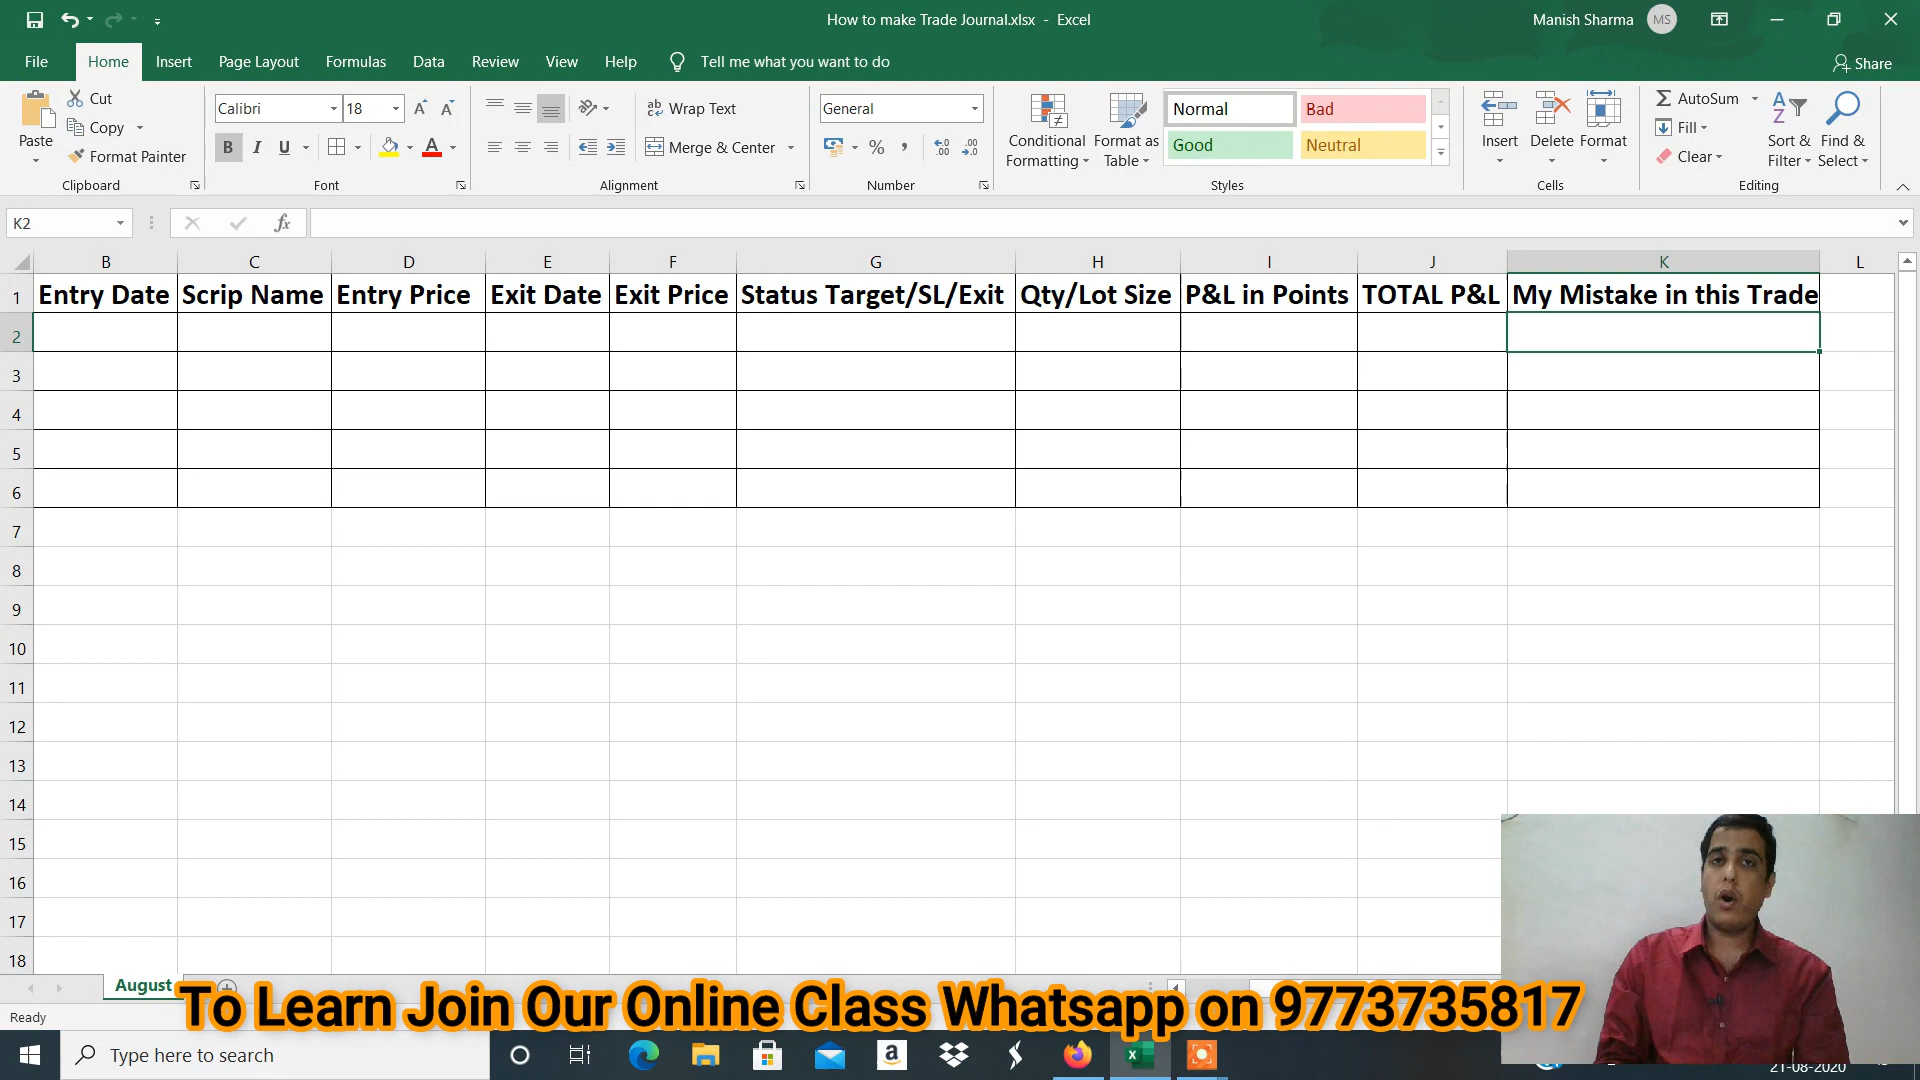 How to make Trade Journal.xlsx - Excel
Manish Sharma MS
File Home Insert Page Layout Formulas Data Review View Help Tell me what you want to do Share
Paste
Cut
Copy
Format Painter
Clipboard
Calibri 18
B I U
Font
Wrap Text
Merge & Center
Alignment
General
Number
Conditional Formatting
Format as Table
Normal Bad
Good Neutral
Styles
Insert Delete Format
Cells
AutoSum
Fill
Clear
Sort & Filter
Find & Select
Editing
K2
B C D E F G H I J K L
1 Entry Date Scrip Name Entry Price Exit Date Exit Price Status Target/SL/Exit Qty/Lot Size P&L in Points TOTAL P&L My Mistake in this Trade
2
3
4
5
6
7
8
9
10
11
12
13
14
15
16
17
18
August
To Learn Join Our Online Class Whatsapp on 9773735817
Ready
Type here to search
21-08-2020